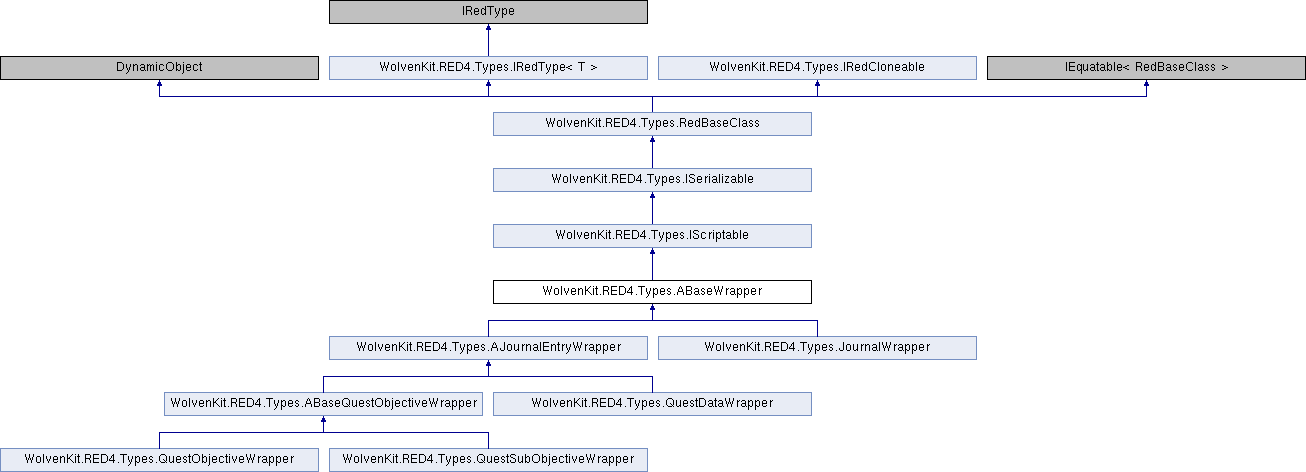 IRedType
DynamicObject
WolvenKit.RED4.Types.IRedType< T >
WolvenKit.RED4.Types.IRedCloneable
IEquatable< RedBaseClass >
WolvenKit.RED4.Types.RedBaseClass
WolvenKit.RED4.Types.ISerializable
WolvenKit.RED4.Types.IScriptable
WolvenKit.RED4.Types.ABaseWrapper
WolvenKit.RED4.Types.AJournalEntryWrapper
WolvenKit.RED4.Types.JournalWrapper
WolvenKit.RED4.Types.ABaseQuestObjectiveWrapper
WolvenKit.RED4.Types.QuestDataWrapper
WolvenKit.RED4.Types.QuestObjectiveWrapper
WolvenKit.RED4.Types.QuestSubObjectiveWrapper